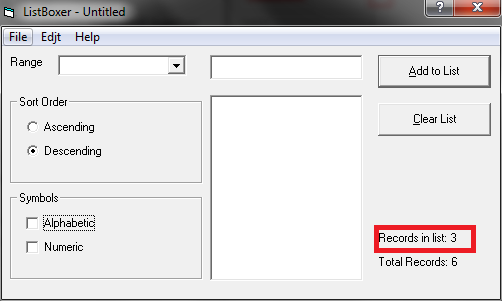 ListBoxer - Untitled
?
File Edjt Help
Range
Add to List
Sort Order
Ascending
Clear List
Descending
Symbols
Alphabetic
Numeric
Records in list: 3
Total Records: 6